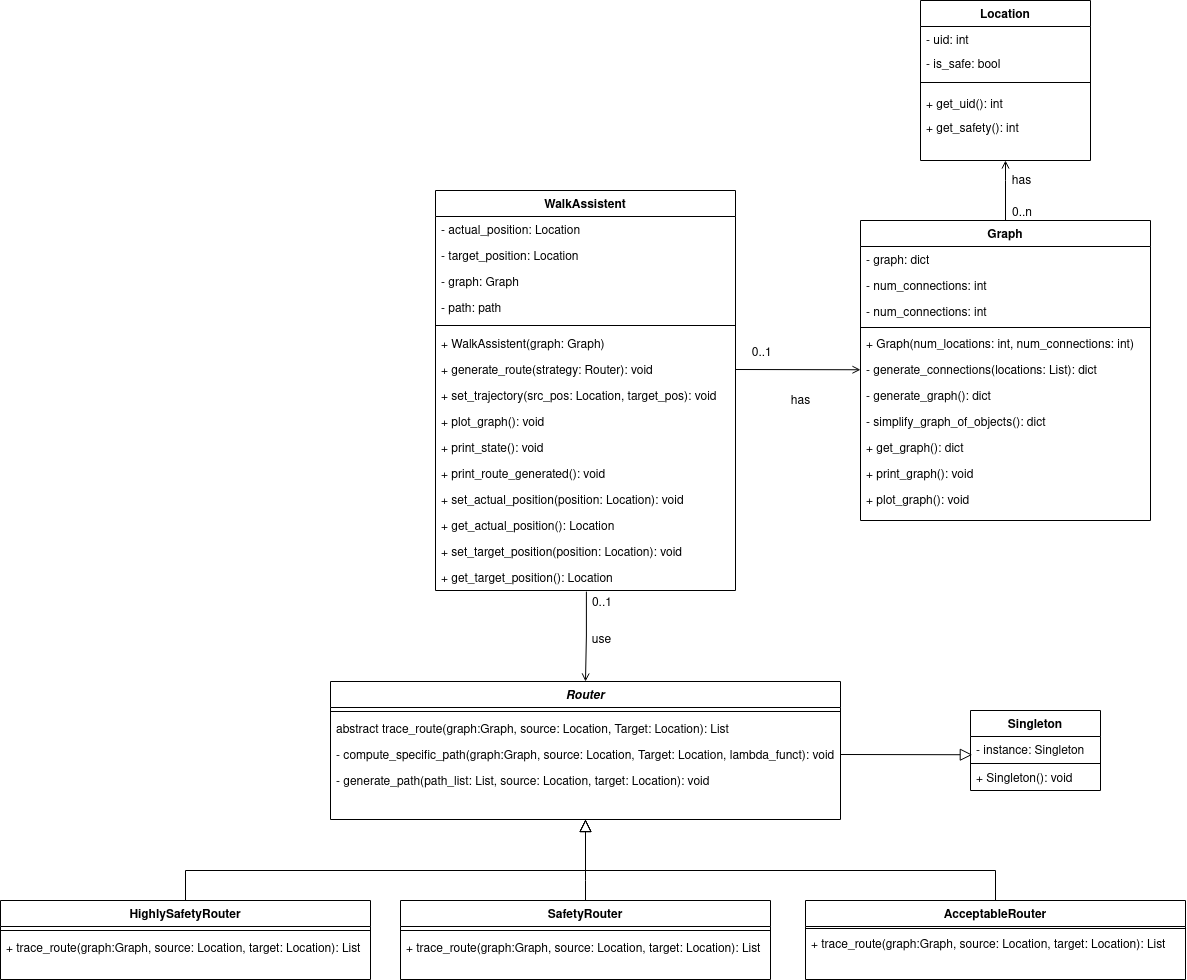 Location
- uid: int
- is_safe: bool
+ get_uid(): int
+ get_safety(): int
has
0..n
WalkAssistent
- actual_position: Location
- target_position: Location
- graph: Graph
- path: path
+ WalkAssistent(graph: Graph)
+ generate_route(strategy: Router): void
+ set_trajectory(src_pos: Location, target_pos): void
+ plot_graph(): void
+ print_state(): void
+ print_route_generated(): void
+ set_actual_position(position: Location): void
+ get_actual_position(): Location
+ set_target_position(position: Location): void
+ get_target_position(): Location
0..1
has
Graph
- graph: dict
- num_connections: int
- num_connections: int
+ Graph(num_locations: int, num_connections: int)
- generate_connections(locations: List): dict
- generate_graph(): dict
- simplify_graph_of_objects(): dict
+ get_graph(): dict
+ print_graph(): void
+ plot_graph(): void
0..1
use
Router
abstract trace_route(graph:Graph, source: Location, Target: Location): List
- compute_specific_path(graph:Graph, source: Location, Target: Location, lambda_funct): void
- generate_path(path_list: List, source: Location, target: Location): void
Singleton
- instance: Singleton
+ Singleton(): void
HighlySafetyRouter
+ trace_route(graph:Graph, source: Location, target: Location): List
SafetyRouter
+ trace_route(graph:Graph, source: Location, target: Location): List
AcceptableRouter
+ trace_route(graph:Graph, source: Location, target: Location): List